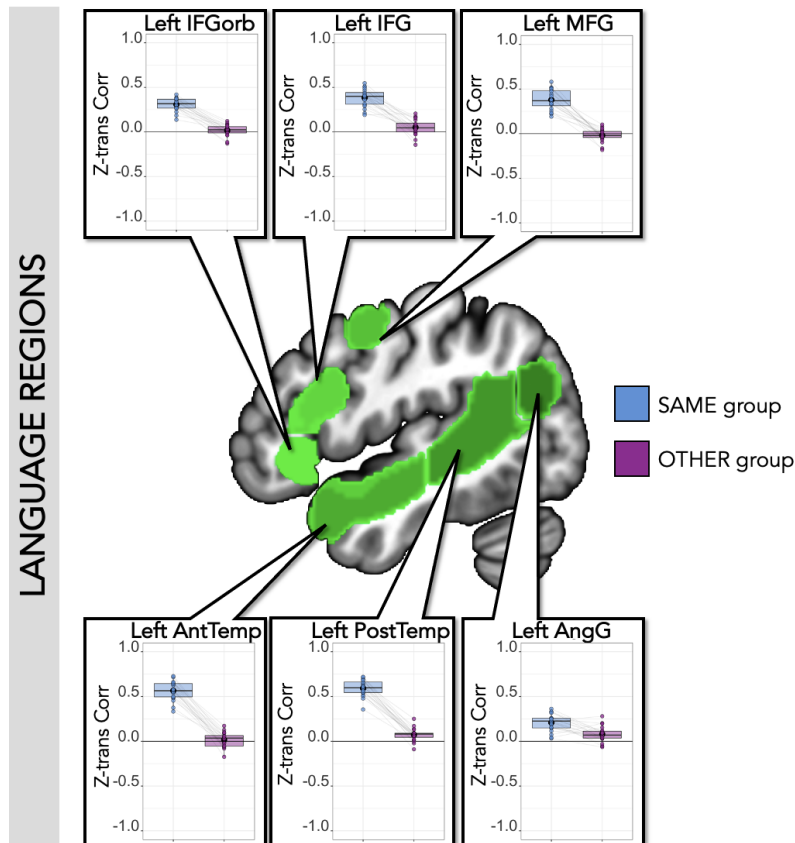 LANGUAGE REGIONS
Left IFGorb
Z-trans Corr
1.0
0.5
0.0
-0.5
-1.0
Left IFG
Z-trans Corr
1.0
0.5
0.0
-0.5
-1.0
Left MFG
Z-trans Corr
1.0
0.5
0.0
-0.5
-1.0
SAME group
OTHER group
Left AntTemp
Z-trans Corr
1.0
0.5
0.0
-0.5
-1.0
Left PostTemp
Z-trans Corr
1.0
0.5
0.0
-0.5
-1.0
Left AngG
Z-trans Corr
1.0
0.5
0.0
-0.5
-1.0